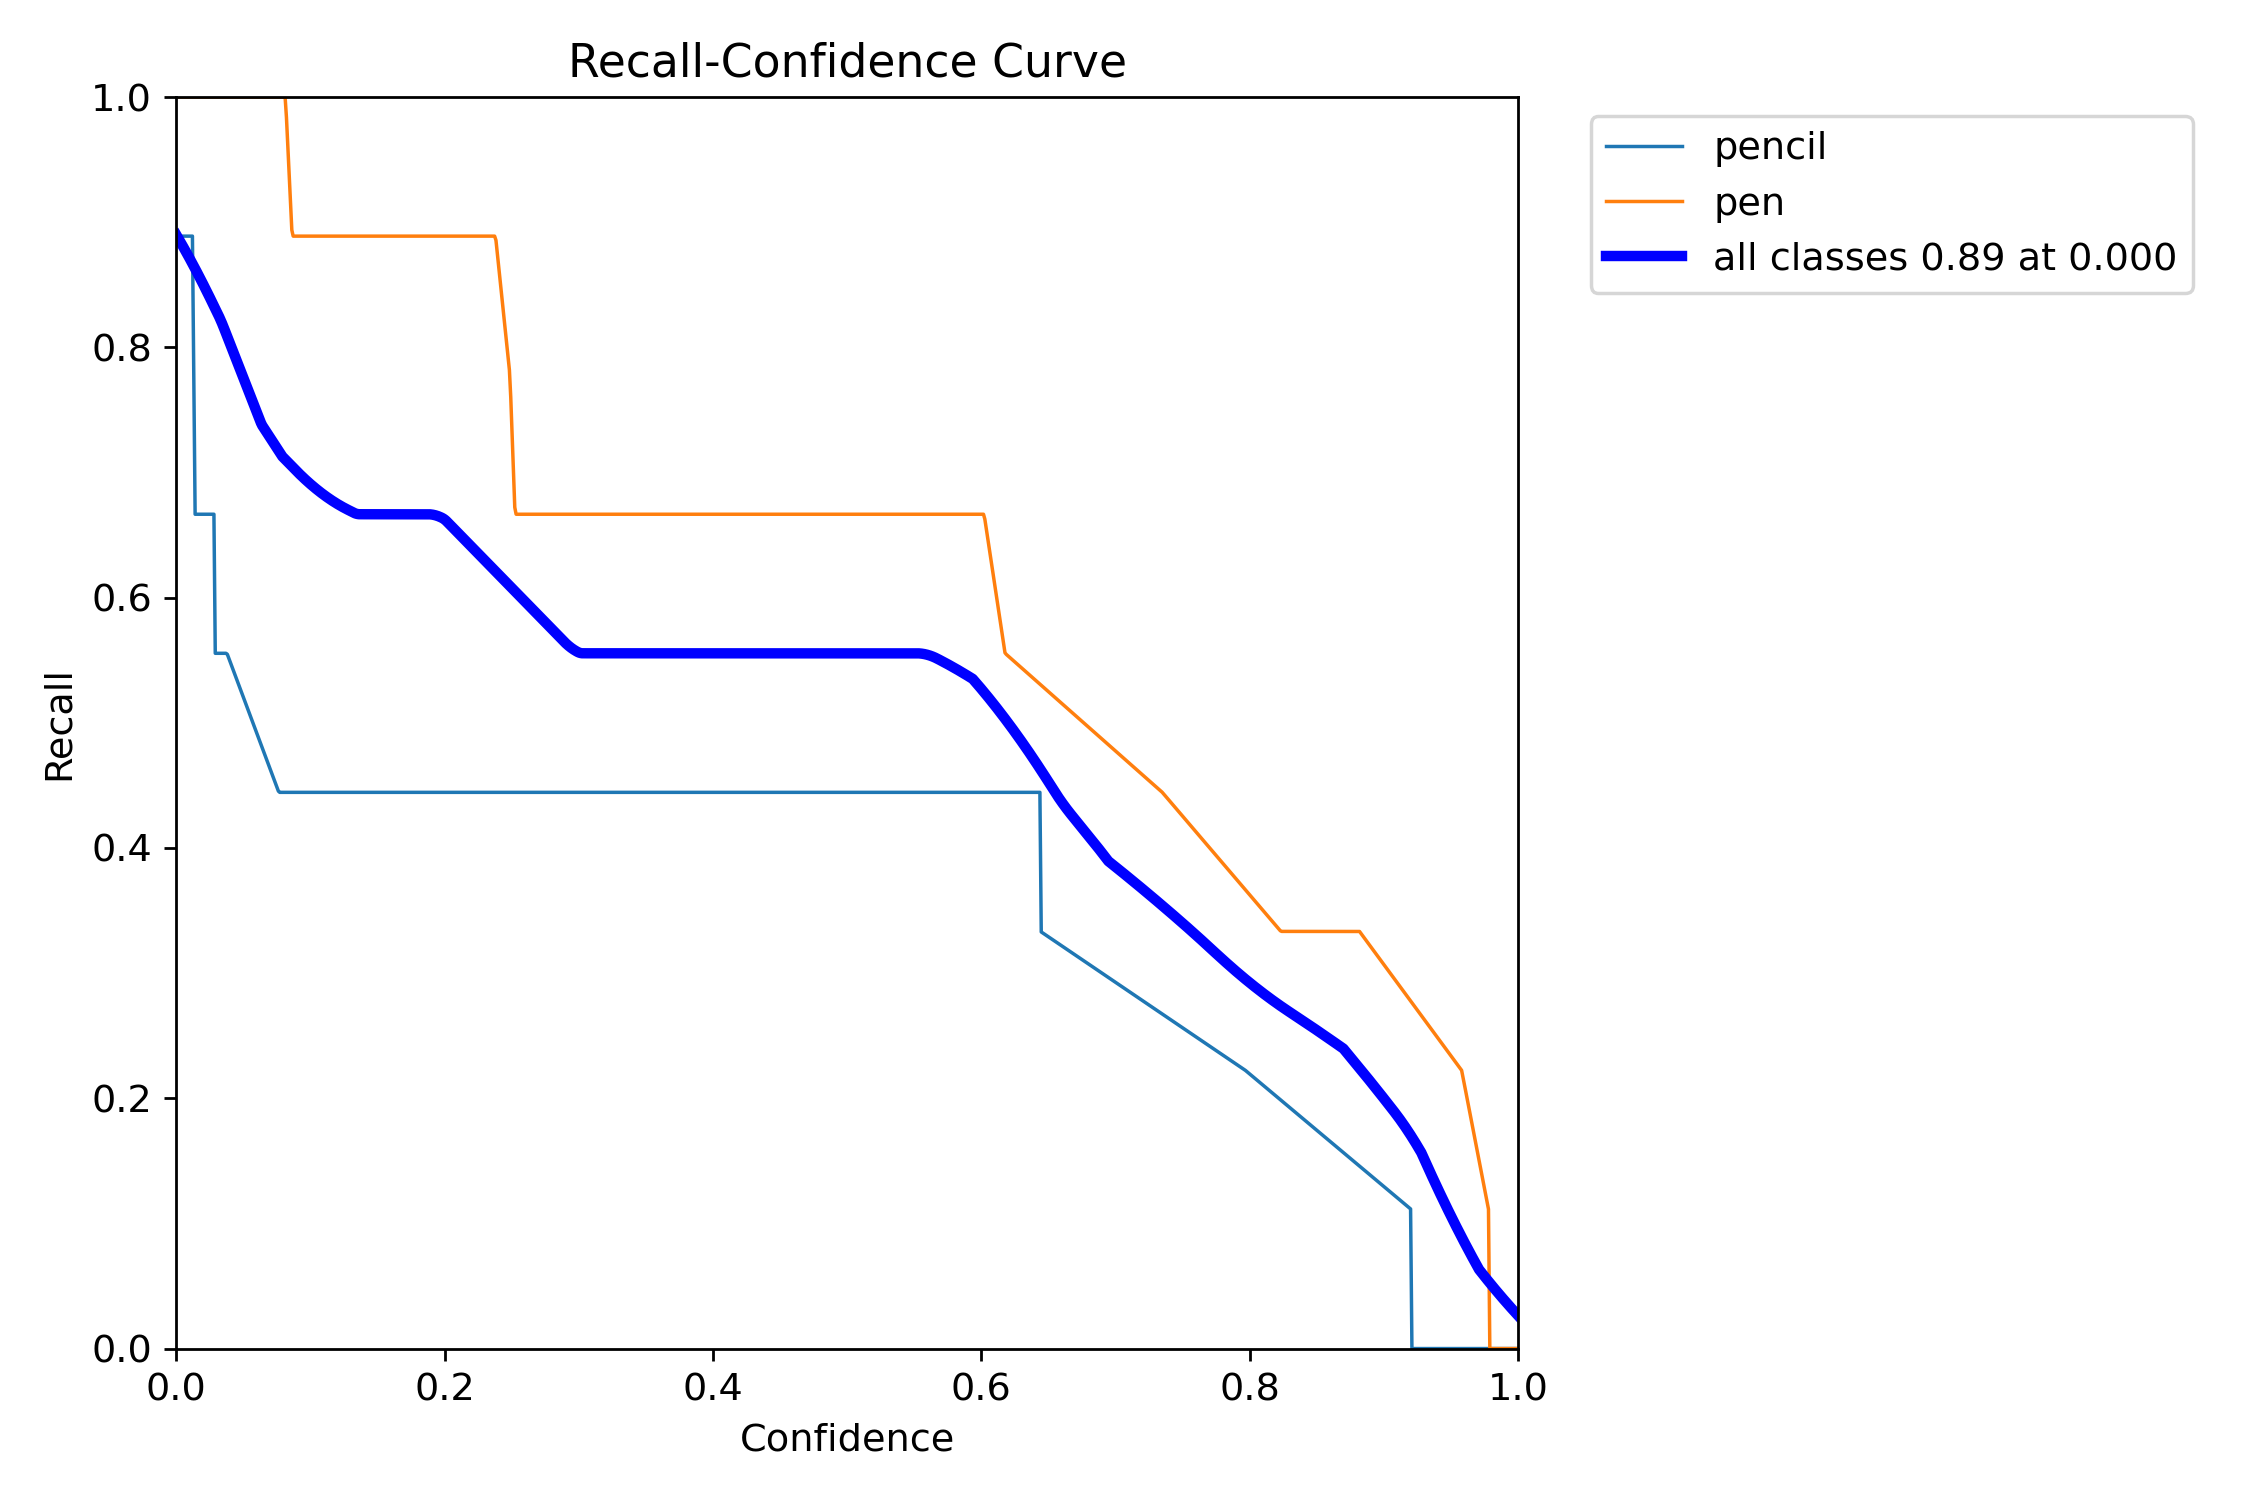 Recall-Confidence Curve
1.0
0.8
0.6
0.4
0.2
0.0
Recall
0.0 0.2 0.4 0.6 0.8 1.0
Confidence
pencil
pen
all classes 0.89 at 0.000